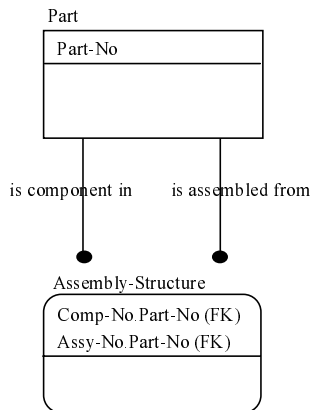 Part
Part-No
is component in
is assembled from
Assembly-Structure
Comp-No.Part-No (FK)
Assy-No.Part-No (FK)